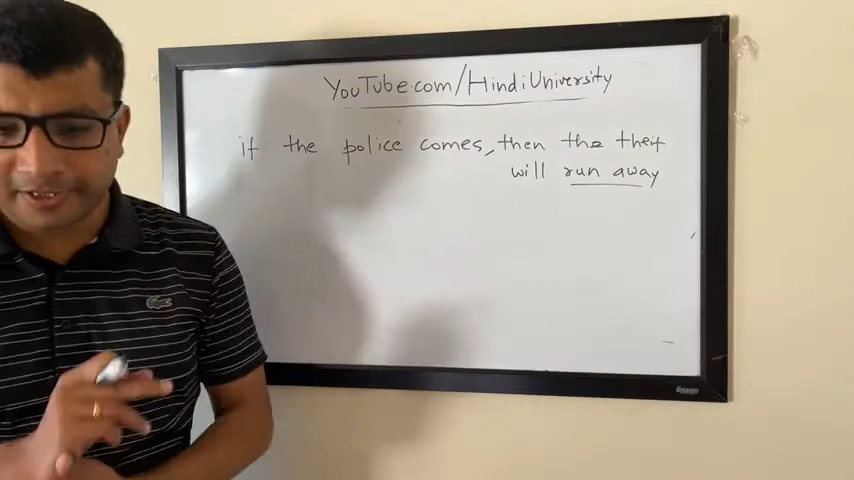 YouTube.com/HindiUniversity
if the police comes, then the theif
will run away